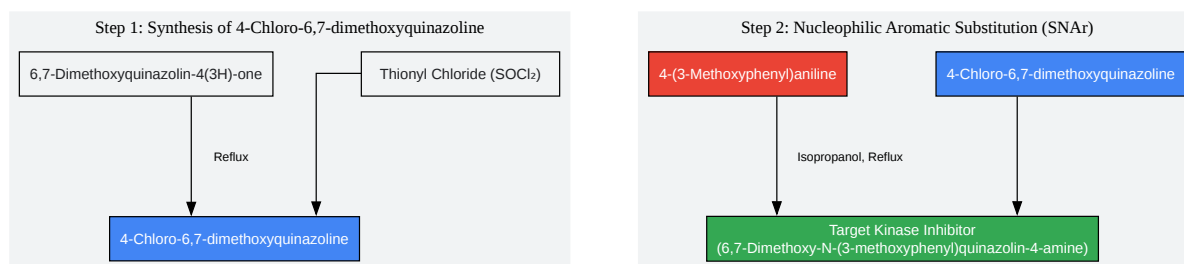 Step 1: Synthesis of 4-Chloro-6,7-dimethoxyquinazoline
6,7-Dimethoxyquinazolin-4(3H)-one
Thionyl Chloride (SOCl₂)
Reflux
4-Chloro-6,7-dimethoxyquinazoline
Step 2: Nucleophilic Aromatic Substitution (SNAr)
4-(3-Methoxyphenyl)aniline
4-Chloro-6,7-dimethoxyquinazoline
Isopropanol, Reflux
Target Kinase Inhibitor
(6,7-Dimethoxy-N-(3-methoxyphenyl)quinazolin-4-amine)